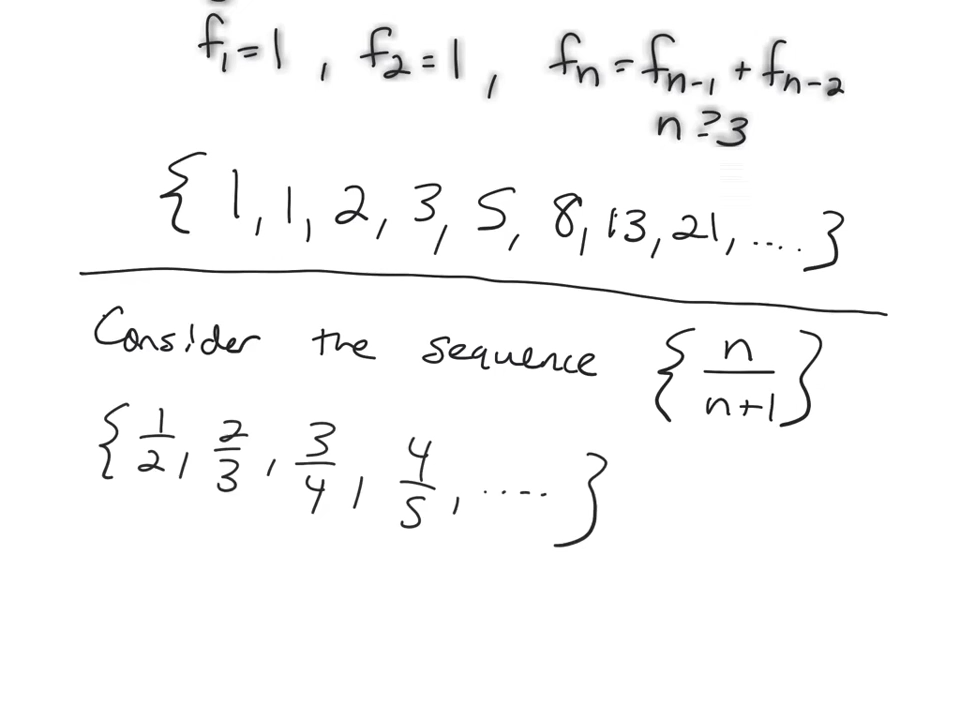 f₁ = 1 , f₂ = 1 , fₙ = fₙ₋₁ + fₙ₋₂
n ≥ 3
{ 1, 1, 2, 3, 5, 8, 13, 21, .... }
Consider the sequence { n/(n+1) }
{ 1/2, 2/3, 3/4, 4/5, ..... }